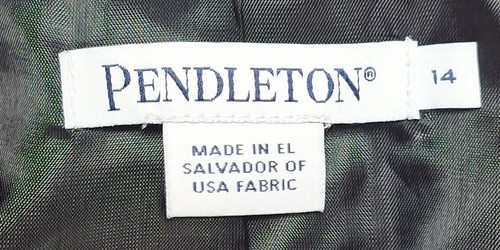 PENDLETON®
14
MADE IN EL
SALVADOR OF
USA FABRIC